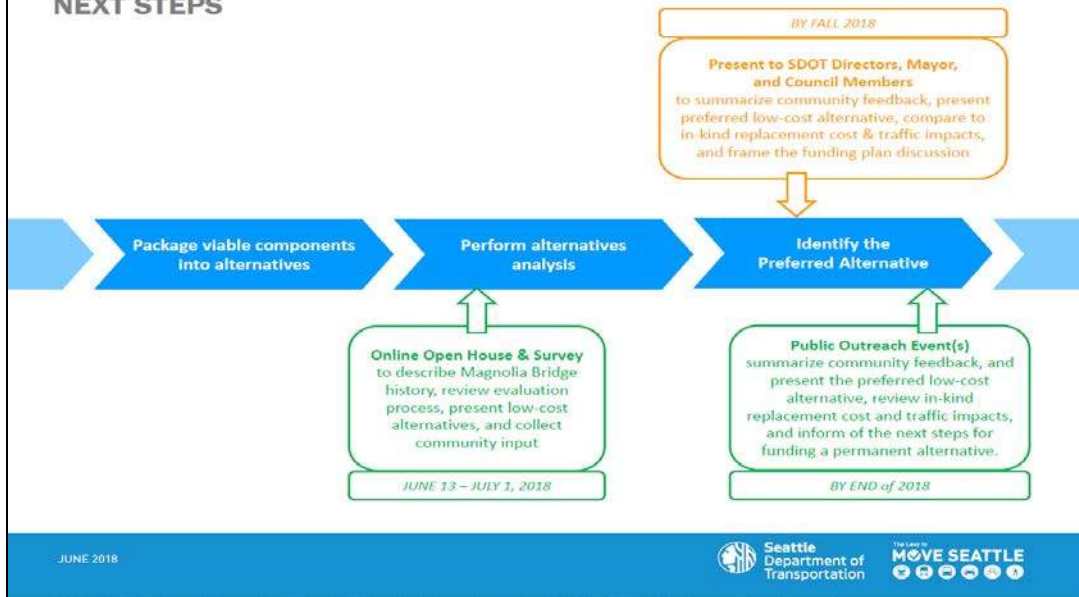 NEXT STEPS
BY FALL 2018
Present to SDOT Directors, Mayor,
and Council Members
to summarize community feedback, present
preferred low-cost alternative, compare to
in-kind replacement cost & traffic impacts,
and frame the funding plan discussion
Package viable components
into alternatives
Perform alternatives
analysis
Identify the
Preferred Alternative
Online Open House & Survey
to describe Magnolia Bridge
history, review evaluation
process, present low-cost
alternatives, and collect
community input
JUNE 13 – JULY 1, 2018
Public Outreach Event(s)
summarize community feedback, and
present the preferred low-cost
alternative, review in-kind
replacement cost and traffic impacts,
and inform of the next steps for
funding a permanent alternative.
BY END of 2018
JUNE 2018
Seattle
Department of
Transportation
The Levy to
MOVE SEATTLE